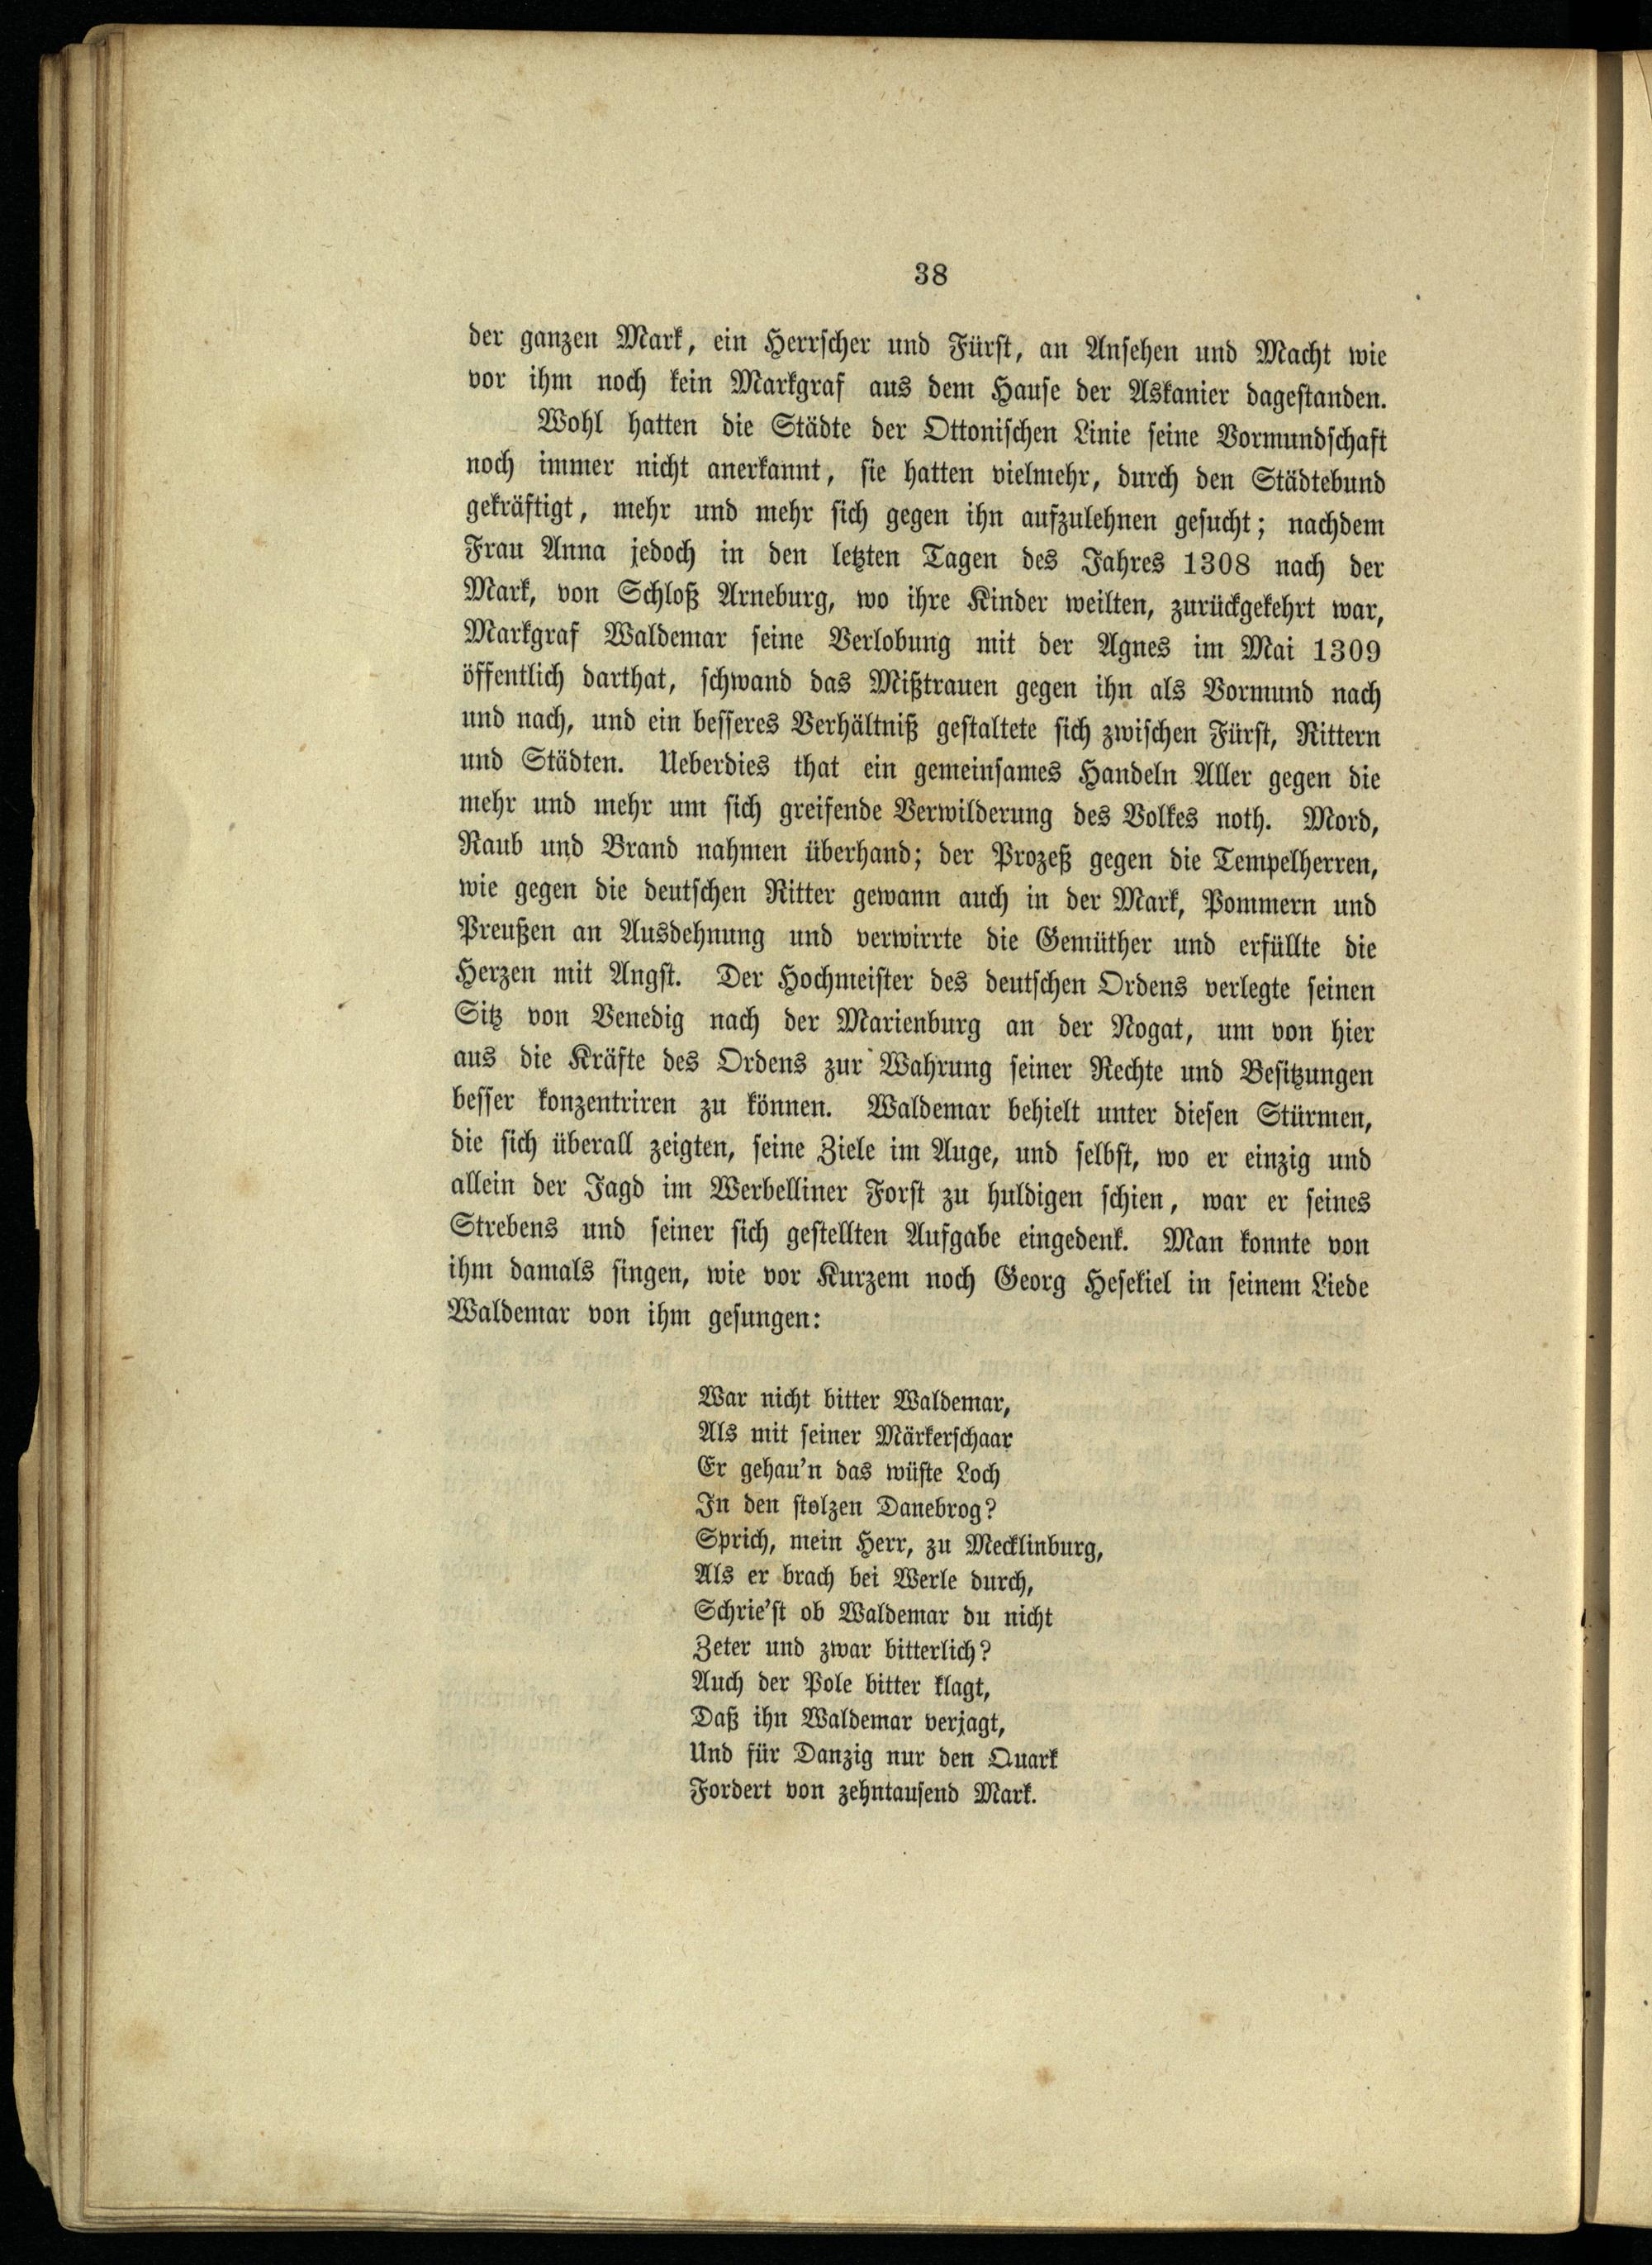 38
der ganzen Mark, ein Herrscher und Fürst, an Ansehen und Macht wie
vor ihm noch kein Markgraf aus dem Hause der Askanier dagestanden.
Wohl hatten die Städte der Ottonischen Linie seine Vormundschaft
noch immer nicht anerkannt, sie hatten vielmehr, durch den Städtebund
gekräftigt, mehr und mehr sich gegen ihn aufzulehnen gesucht; nachdem
Frau Anna jedoch in den letzten Tagen des Jahres 1308 nach der
Mark, von Schloß Arneburg, wo ihre Kinder weilten, zurückgekehrt war,
Markgraf Waldemar seine Verlobung mit der Agnes im Mai 1309
öffentlich darthat, schwand das Mißtrauen gegen ihn als Vormund nach
und nach, und ein besseres Verhältniß gestaltete sich zwischen Fürst, Rittern
und Städten. Ueberdies that ein gemeinsames Handeln Aller gegen die
mehr und mehr um sich greifende Verwilderung des Volkes noth. Mord,
Raub und Brand nahmen überhand; der Prozeß gegen die Tempelherren,
wie gegen die deutschen Ritter gewann auch in der Mark, Pommern und
Preußen an Ausdehnung und verwirrte die Gemüther und erfüllte die
Herzen mit Angst. Der Hochmeister des deutschen Ordens verlegte seinen
Sitz von Venedig nach der Marienburg an der Nogat, um von hier
aus die Kräfte des Ordens zur Wahrung seiner Rechte und Besitzungen
besser konzentriren zu können. Waldemar behielt unter diesen Stürmen,
die sich überall zeigten, seine Ziele im Auge, und selbst, wo er einzig und
allein der Jagd im Werbelliner Forst zu huldigen schien, war er seines
Strebens und seiner sich gestellten Aufgabe eingedenk. Man konnte von
ihm damals singen, wie vor Kurzem noch Georg Hesekiel in seinem Liede
Waldemar von ihm gesungen:
War nicht bitter Waldemar,
Als mit seiner Märkerschaar
Er gehau'n das wüste Loch
In den stolzen Danebrog?
Sprich, mein Herr, zu Mecklinburg,
Als er brach bei Werle durch,
Schrie'st ob Waldemar du nicht
Zeter und zwar bitterlich?
Auch der Pole bitter klagt,
Daß ihn Waldemar verjagt,
Und für Danzig nur den Quark
Fordert von zehntausend Mark.